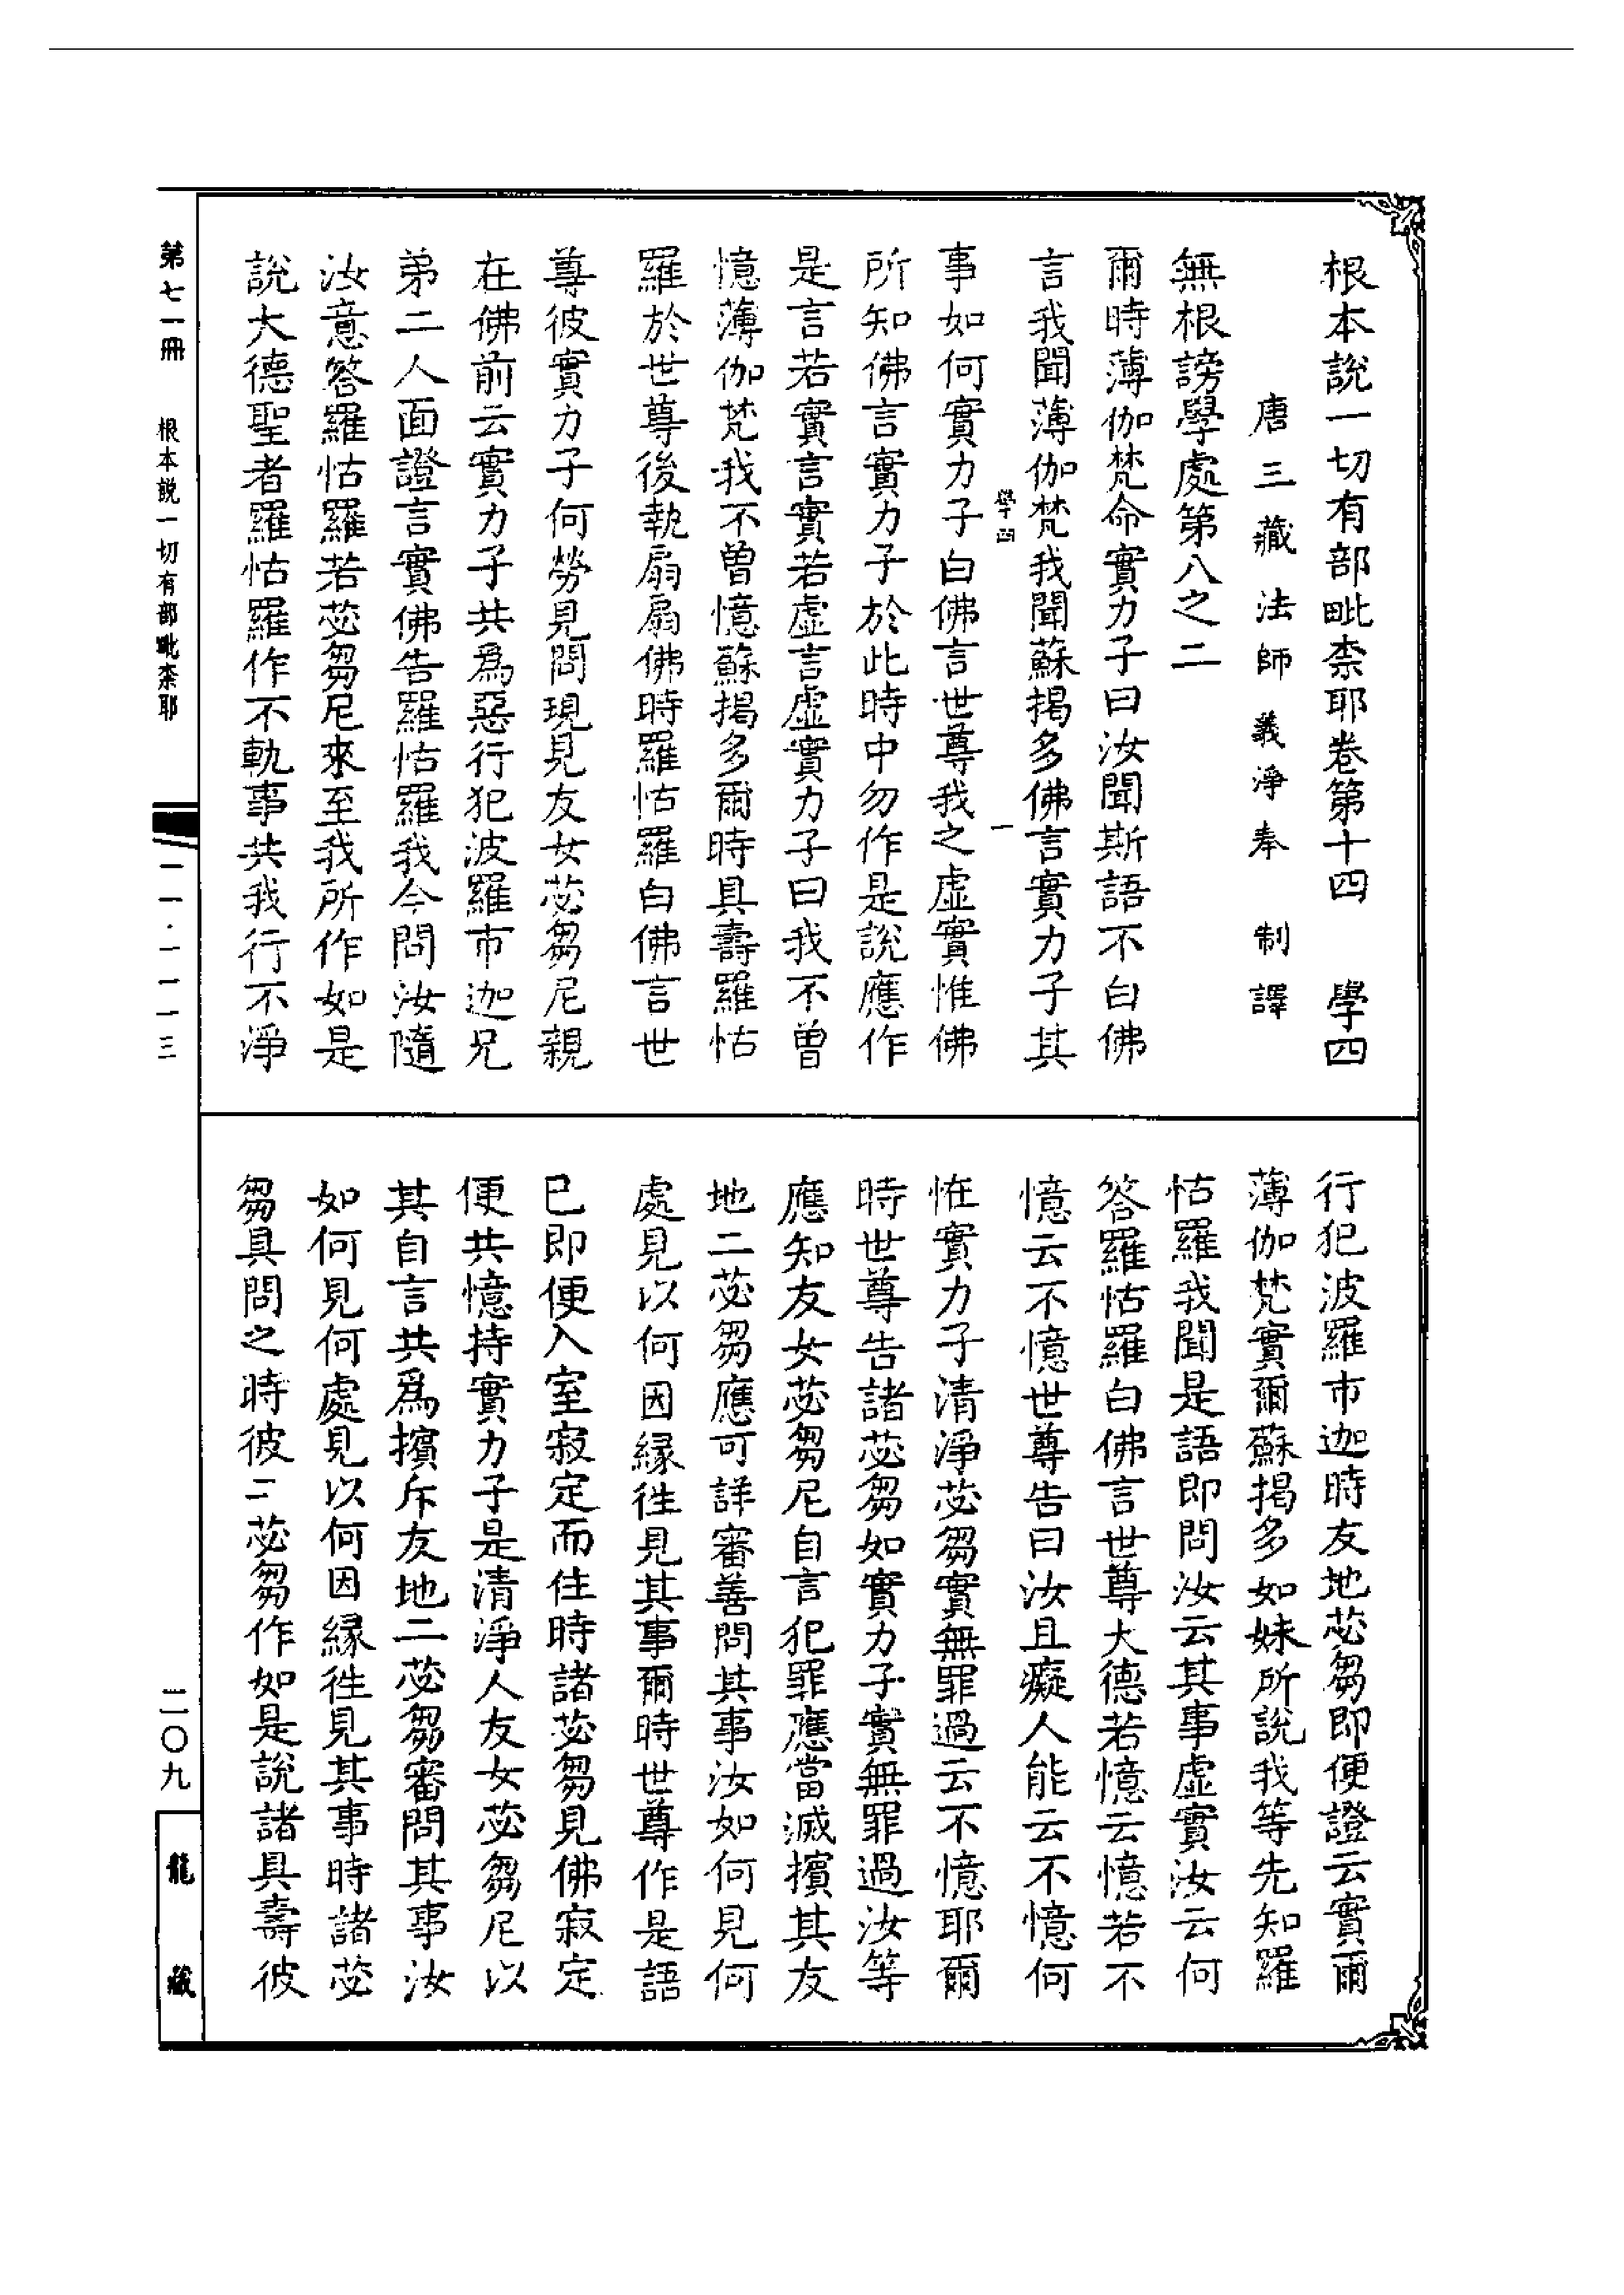 根本說一切有部毗柰耶卷第十四　學四
唐三藏法師義淨奉　制譯
無根謗學處第八之二
爾時薄伽梵命實力子曰汝聞斯語不白佛
言我聞薄伽梵我聞蘇揭多佛言實力子其
學四　一
事如何實力子白佛言世尊我之虛實惟佛
所知佛言實力子於此時中勿作是說應作
是言若實言實若虛言虛實力子曰我不曾
憶薄伽梵我不曾憶蘇揭多爾時具壽羅怙
羅於世尊後執扇扇佛時羅怙羅白佛言世
尊彼實力子何勞見問現見友女苾芻尼親
在佛前云實力子共為惡行犯波羅市迦兄
弟二人面證言實佛告羅怙羅我今問汝隨
汝意答羅怙羅若苾芻尼來至我所作如是
說大德聖者羅怙羅作不軌事共我行不淨
行犯波羅市迦時友地苾芻即便證云實爾
薄伽梵實爾蘇揭多如妹所說我等先知羅
怙羅我聞是語即問汝云其事虛實汝云何
答羅怙羅白佛言世尊大德若憶云憶若不
憶云不憶世尊告曰汝且癡人能云不憶何
怪實力子清淨苾芻實無罪過云不憶耶爾
時世尊告諸苾芻如實力子實無罪過汝等
應知友女苾芻尼自言犯罪應當滅擯其友
地二苾芻應可詳審善問其事汝如何見何
處見以何因緣往見其事爾時世尊作是語
已即便入室寂定而住時諸苾芻見佛寂定
便共憶持實力子是清淨人友女苾芻尼以
其自言共為擯斥友地二苾芻審問其事汝
如何見何處見以何因緣往見其事時諸苾
芻具問之時彼二苾芻作如是說諸具壽彼
第七一冊　根本說一切有部毗柰耶
一一·一一一三
二〇九
龍藏